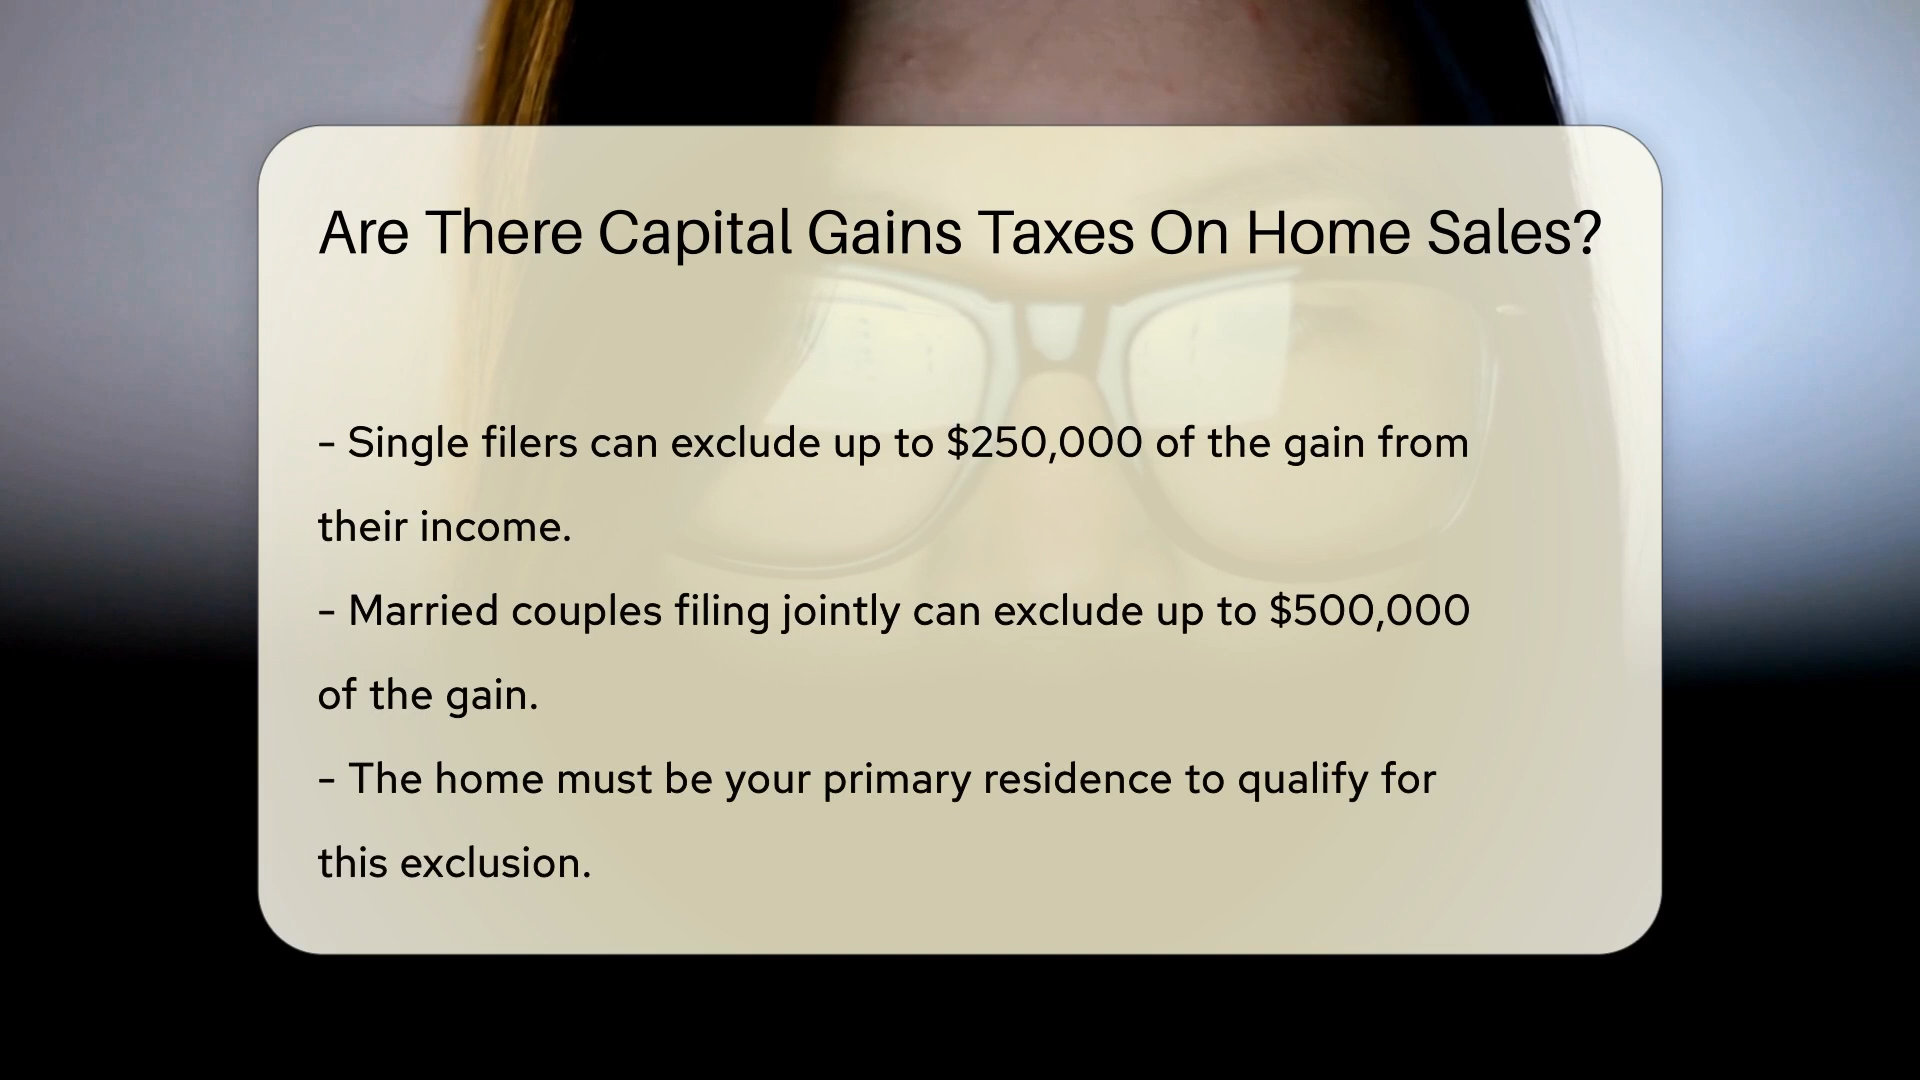 Are There Capital Gains Taxes On Home Sales?
- Single filers can exclude up to $250,000 of the gain from
their income.
- Married couples filing jointly can exclude up to $500,000
of the gain.
- The home must be your primary residence to qualify for
this exclusion.